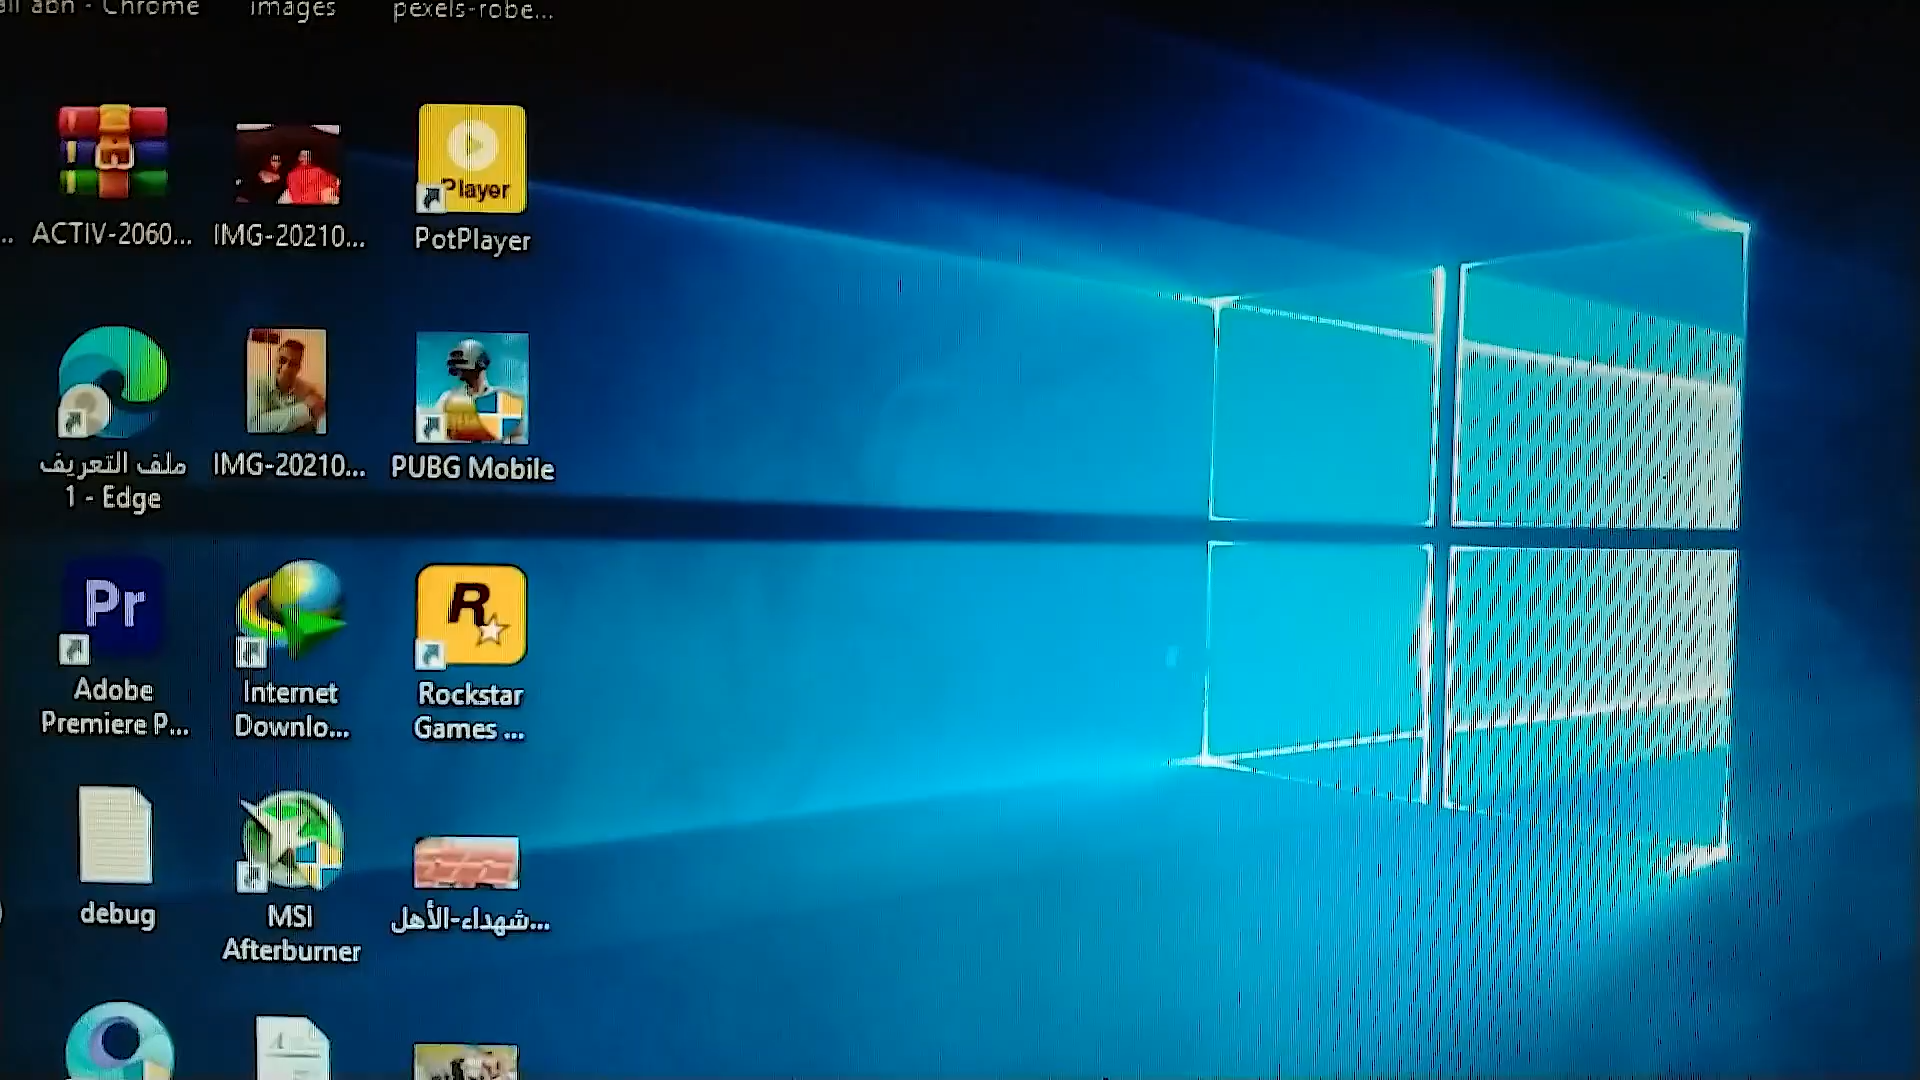 abn - Chrome
images
pexels-robe...
ACTIV-2060...
IMG-20210...
Player
PotPlayer
ملف التعريف
1 - Edge
IMG-20210...
PUBG Mobile
Pr
Adobe
Premiere P...
Internet
Downlo...
R
Rockstar
Games ...
debug
MSI
Afterburner
شهداء-الأهل...